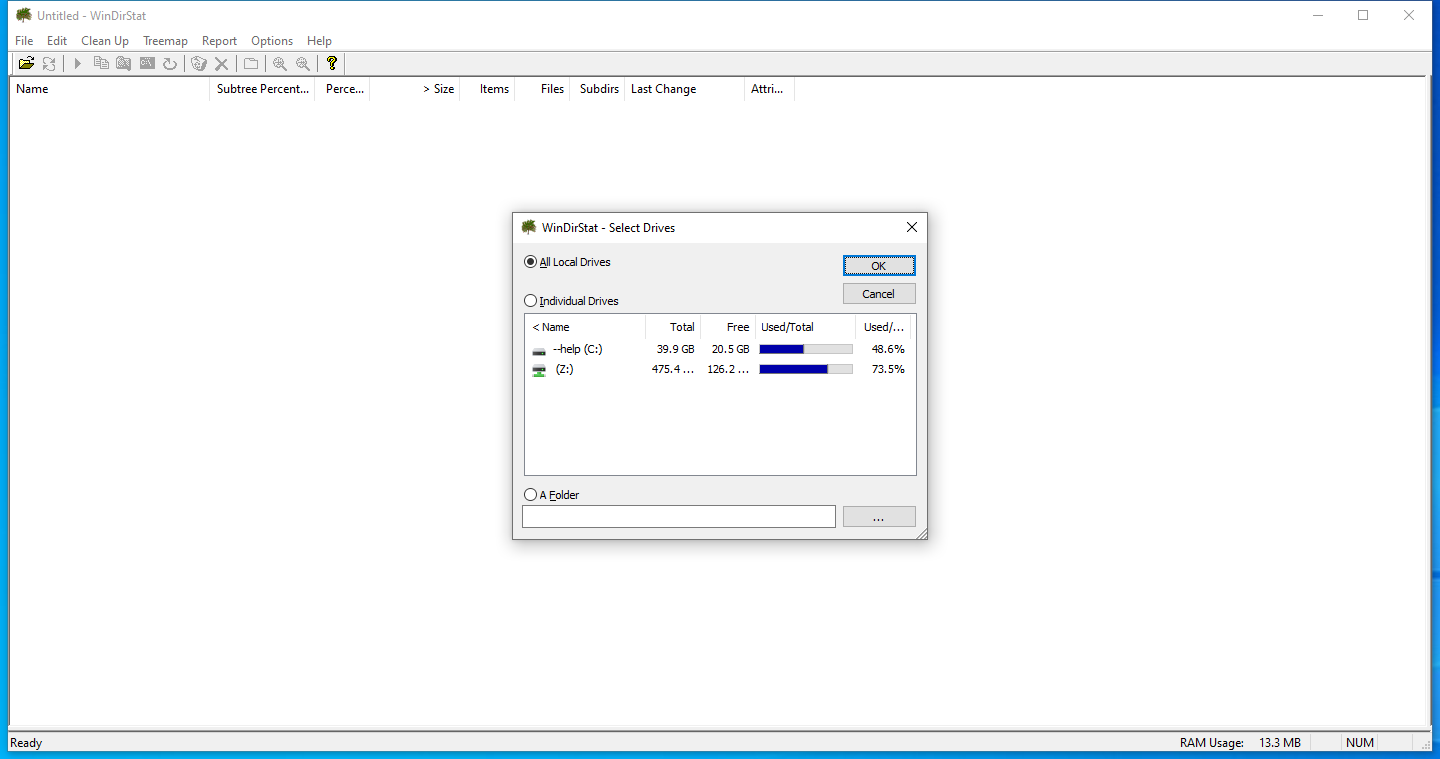 Untitled - WinDirStat
File Edit Clean Up Treemap Report Options Help
Name Subtree Percent... Perce... > Size Items Files Subdirs Last Change Attri...
WinDirStat - Select Drives
All Local Drives
OK
Cancel
Individual Drives
< Name Total Free Used/Total Used/...
--help (C:) 39.9 GB 20.5 GB 48.6%
(Z:) 475.4 ... 126.2 ... 73.5%
A Folder
...
Ready RAM Usage: 13.3 MB NUM